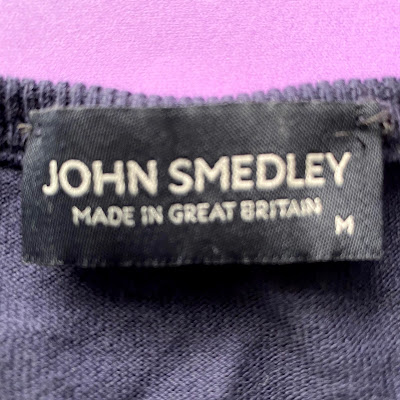 JOHN SMEDLEY
MADE IN GREAT BRITAIN
M